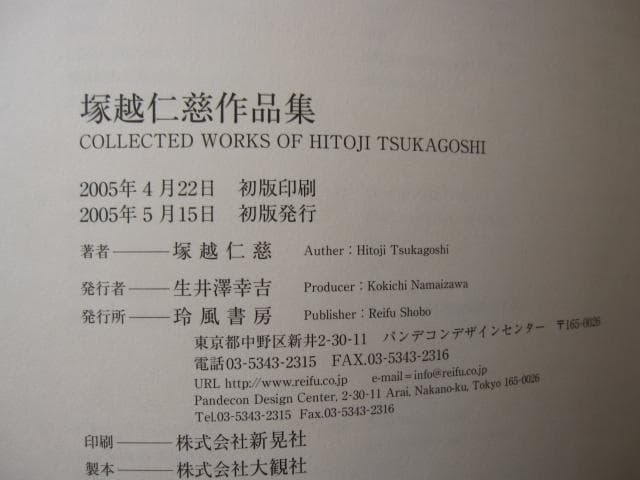 塚越仁慈作品集
COLLECTED WORKS OF HITOJI TSUKAGOSHI
2005年4月22日 初版印刷
2005年5月15日 初版発行
著者――塚越仁慈 Auther：Hitoji Tsukagoshi
発行者――生井澤幸吉 Producer：Kokichi Namaizawa
発行所――玲風書房 Publisher：Reifu Shobo
東京都中野区新井2-30-11 パンデコンデザインセンター 〒165-0026
電話03-5343-2315 FAX.03-5343-2316
URL http://www.reifu.co.jp e-mail＝info@reifu.co.jp
Pandecon Design Center, 2-30-11 Arai, Nakano-ku, Tokyo 165-0026
Tel.03-5343-2315 Fax.03-5343-2316
印刷――株式会社新晃社
製本――株式会社大観社